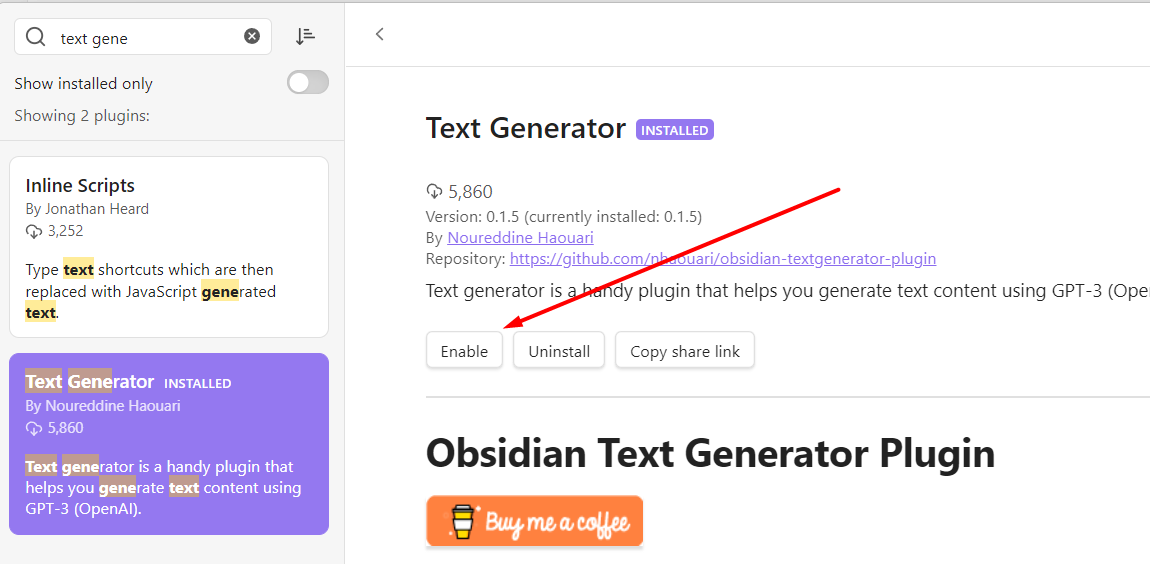 text gene
Show installed only
Showing 2 plugins:
Inline Scripts
By Jonathan Heard
3,252
Type text shortcuts which are then
replaced with JavaScript generated
text.
Text Generator INSTALLED
By Noureddine Haouari
5,860
Text generator is a handy plugin that
helps you generate text content using
GPT-3 (OpenAI).
Text Generator INSTALLED
5,860
Version: 0.1.5 (currently installed: 0.1.5)
By Noureddine Haouari
Repository: https://github.com/nhaouari/obsidian-textgenerator-plugin
Text generator is a handy plugin that helps you generate text content using GPT-3 (Ope
Enable Uninstall Copy share link
Obsidian Text Generator Plugin
Buy me a coffee